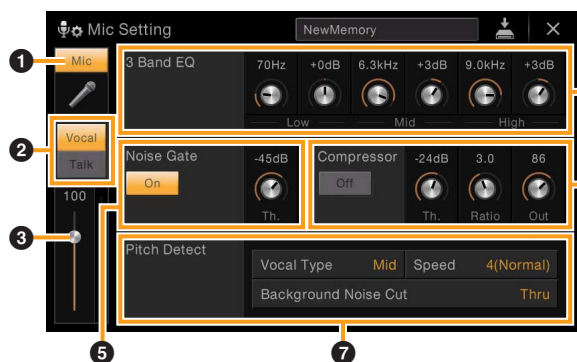 Mic Setting
NewMemory
1
Mic
3 Band EQ
70Hz +0dB 6.3kHz +3dB 9.0kHz +3dB
Low Mid High
2
Vocal
Talk
Noise Gate
On
-45dB
Th.
Compressor
Off
-24dB 3.0 86
Th. Ratio Out
100
3
Pitch Detect
Vocal Type Mid Speed 4(Normal)
Background Noise Cut Thru
5
7